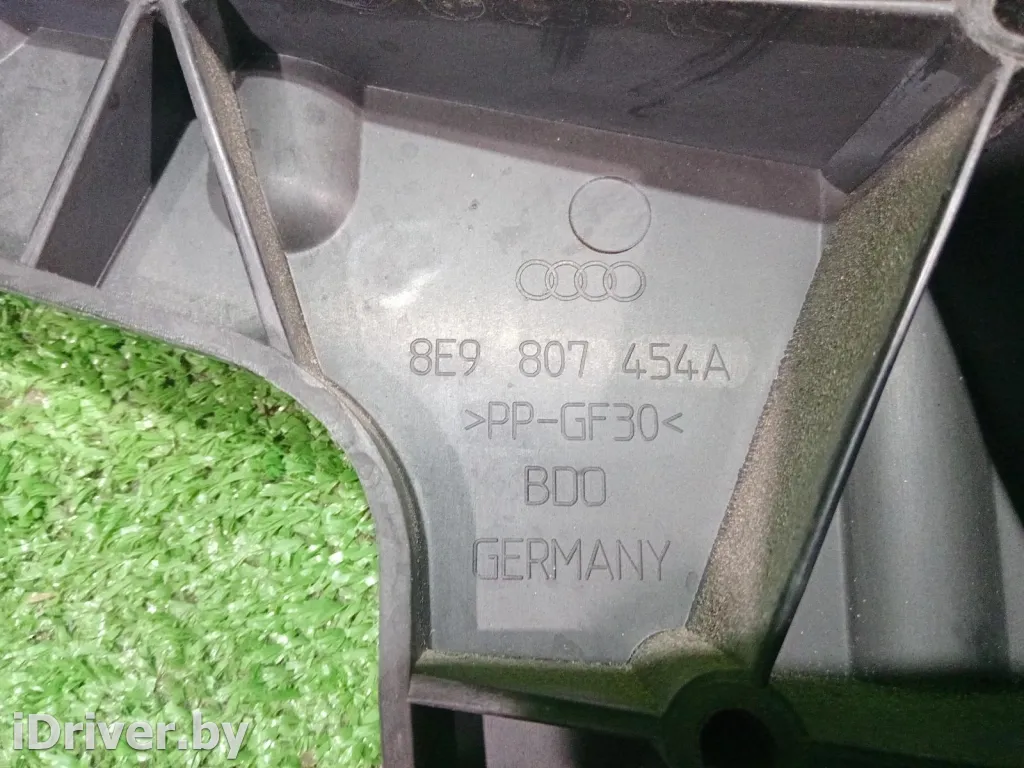 8E9 807 454A
>PP-GF30<
BDO
GERMANY
iDriver.by